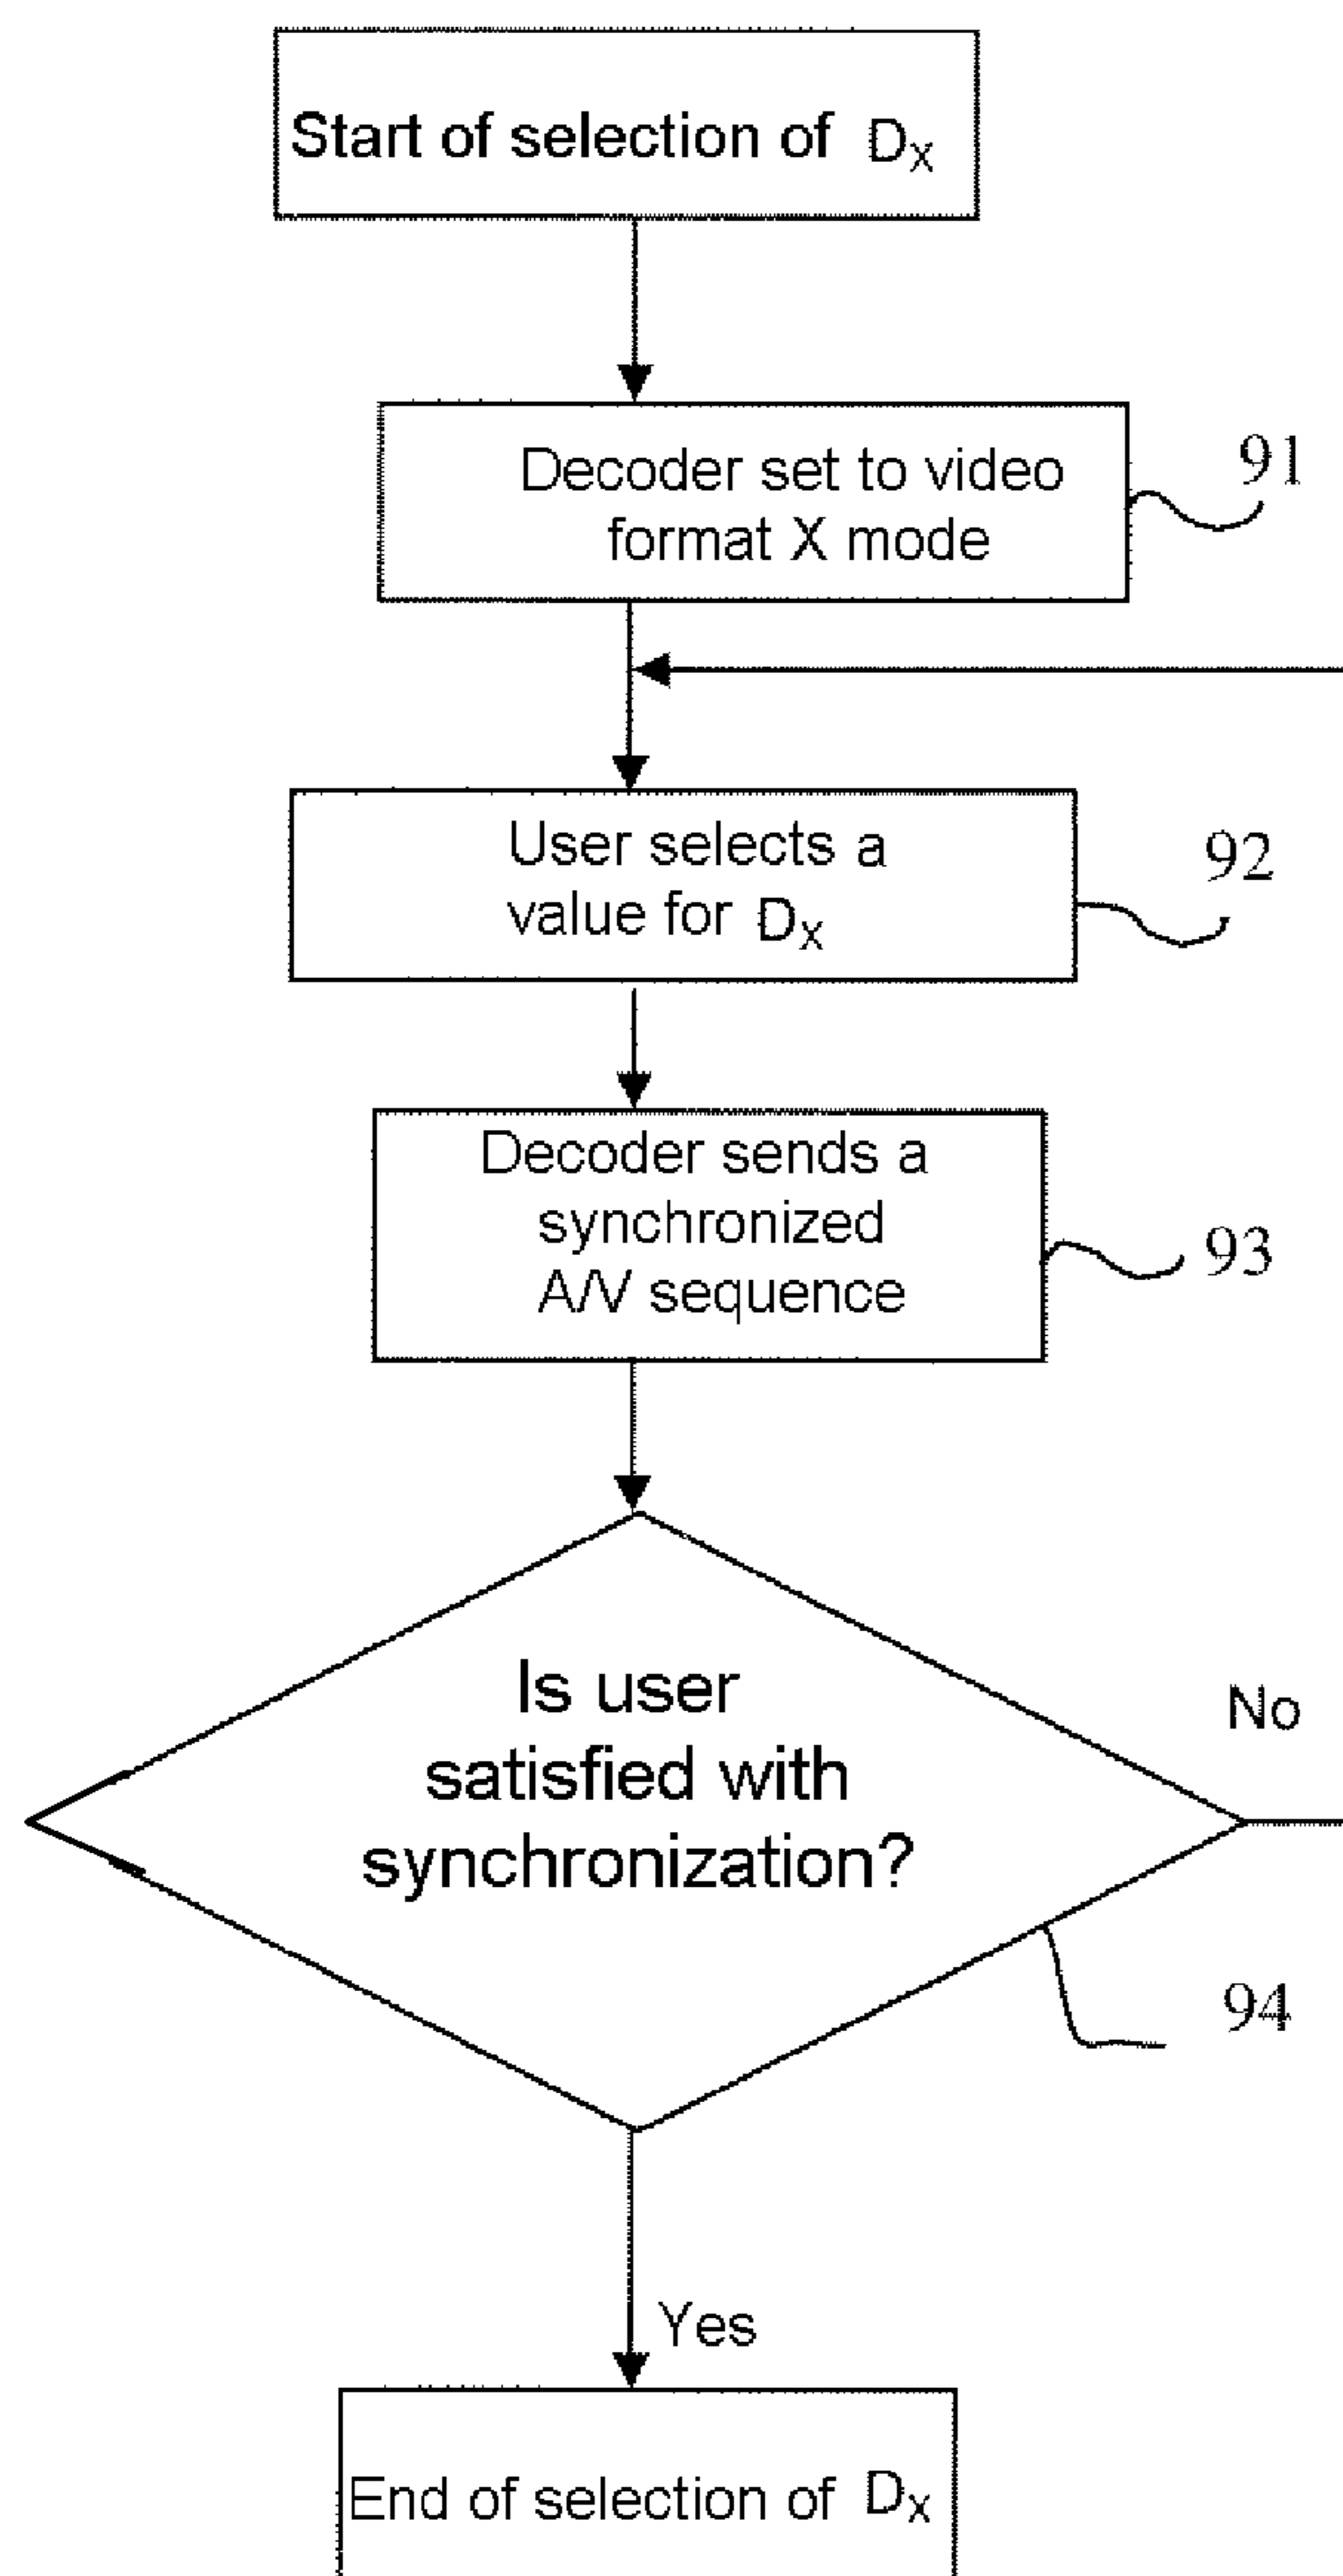 Start of selection of Dx
Decoder set to video
format X mode
91
User selects a
value for Dx
92
Decoder sends a
synchronized
A/V sequence
93
Is user
satisfied with
synchronization?
No
94
Yes
End of selection of Dx